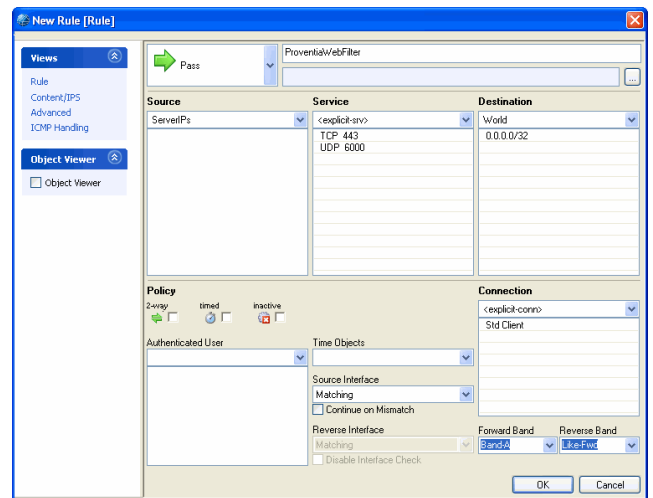 New Rule [Rule]
Views
Rule
Content/IPS
Advanced
ICMP Handling
Object Viewer
Object Viewer
Pass
ProventiaWebFilter
...
Source
ServerIPs
Service
<explicit-srv>
TCP 443
UDP 6000
Destination
World
0.0.0.0/32
Policy
2-way
timed
inactive
Authenticated User
Time Objects
Source Interface
Matching
Continue on Mismatch
Reverse Interface
Matching
Disable Interface Check
Connection
<explicit-conn>
Std Client
Forward Band
Reverse Band
Band-A
Like-Fwd
OK
Cancel